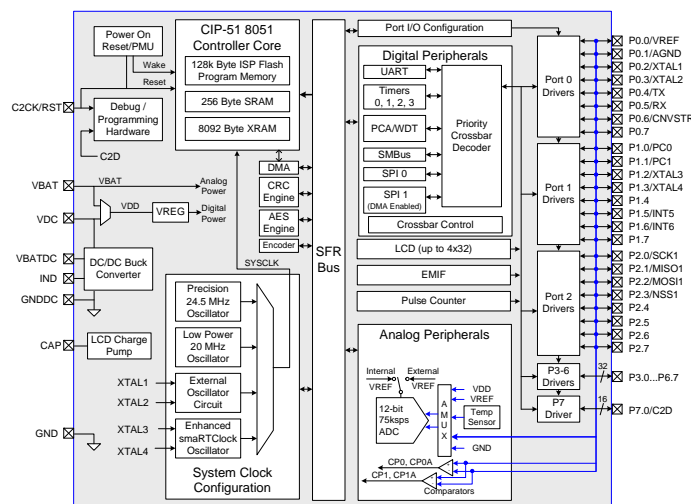 Power On
Reset/PMU
Wake
Reset
C2CK/RST
Debug /
Programming
Hardware
C2D
CIP-51 8051
Controller Core
128k Byte ISP Flash
Program Memory
256 Byte SRAM
8092 Byte XRAM
DMA
CRC
Engine
AES
Engine
Encoder
SYSCLK
VBAT
VBAT
Analog
Power
VDC
VDD
VREG
Digital
Power
VBATDC
IND
GNDDC
DC/DC Buck
Converter
CAP
LCD Charge
Pump
XTAL1
XTAL2
XTAL3
XTAL4
GND
Precision
24.5 MHz
Oscillator
Low Power
20 MHz
Oscillator
External
Oscillator
Circuit
Enhanced
smaRTClock
Oscillator
System Clock
Configuration
SFR
Bus
Port I/O Configuration
Digital Peripherals
UART
Timers
0, 1, 2, 3
PCA/WDT
SMBus
SPI 0
SPI 1
(DMA Enabled)
Priority
Crossbar
Decoder
Crossbar Control
LCD (up to 4x32)
EMIF
Pulse Counter
Analog Peripherals
Internal
External
VREF
VREF
12-bit
75ksps
ADC
A
M
U
X
VDD
VREF
Temp
Sensor
GND
CP0, CP0A
CP1, CP1A
+
-
+
-
Comparators
Port 0
Drivers
Port 1
Drivers
Port 2
Drivers
P3-6
Drivers
P7
Driver
32
16
P0.0/VREF
P0.1/AGND
P0.2/XTAL1
P0.3/XTAL2
P0.4/TX
P0.5/RX
P0.6/CNVSTR
P0.7
P1.0/PC0
P1.1/PC1
P1.2/XTAL3
P1.3/XTAL4
P1.4
P1.5/INT5
P1.6/INT6
P1.7
P2.0/SCK1
P2.1/MISO1
P2.2/MOSI1
P2.3/NSS1
P2.4
P2.5
P2.6
P2.7
P3.0...P6.7
P7.0/C2D